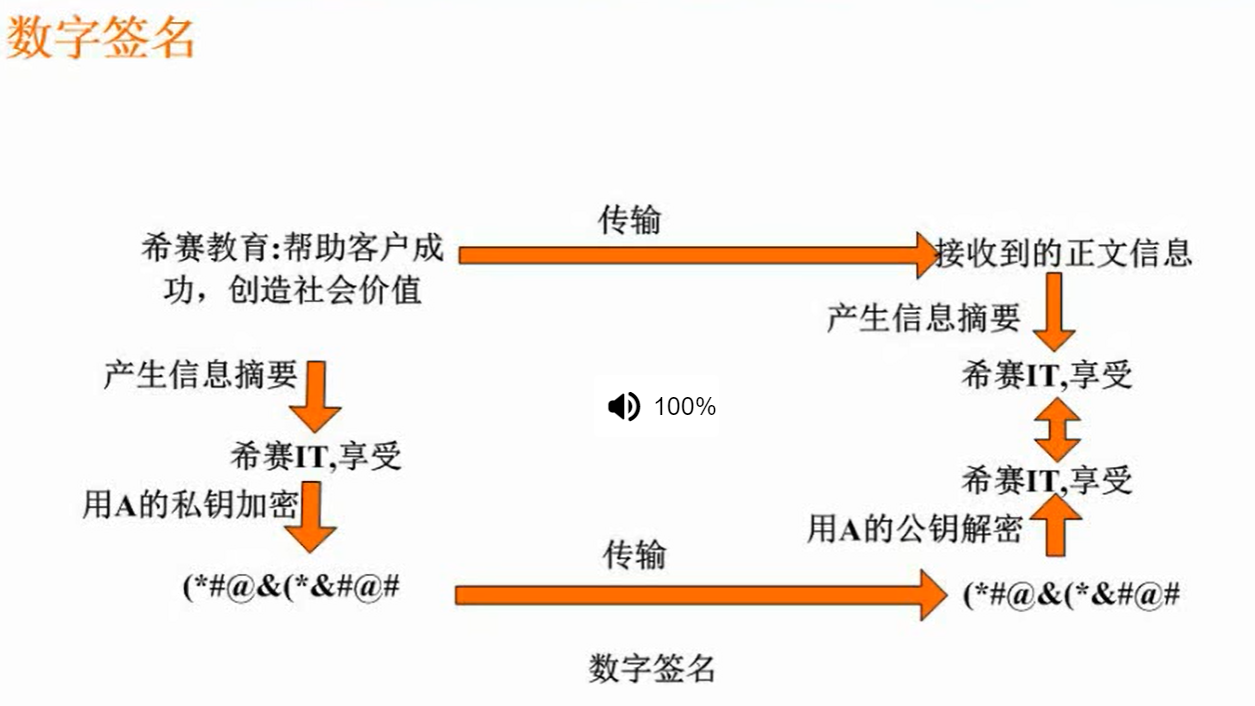 数字签名
传输
希赛教育:帮助客户成
功，创造社会价值
接收到的正文信息
产生信息摘要
产生信息摘要
希赛IT,享受
100%
希赛IT,享受
希赛IT,享受
用A的私钥加密
用A的公钥解密
传输
(*#@&(*&#@#
(*#@&(*&#@#
数字签名